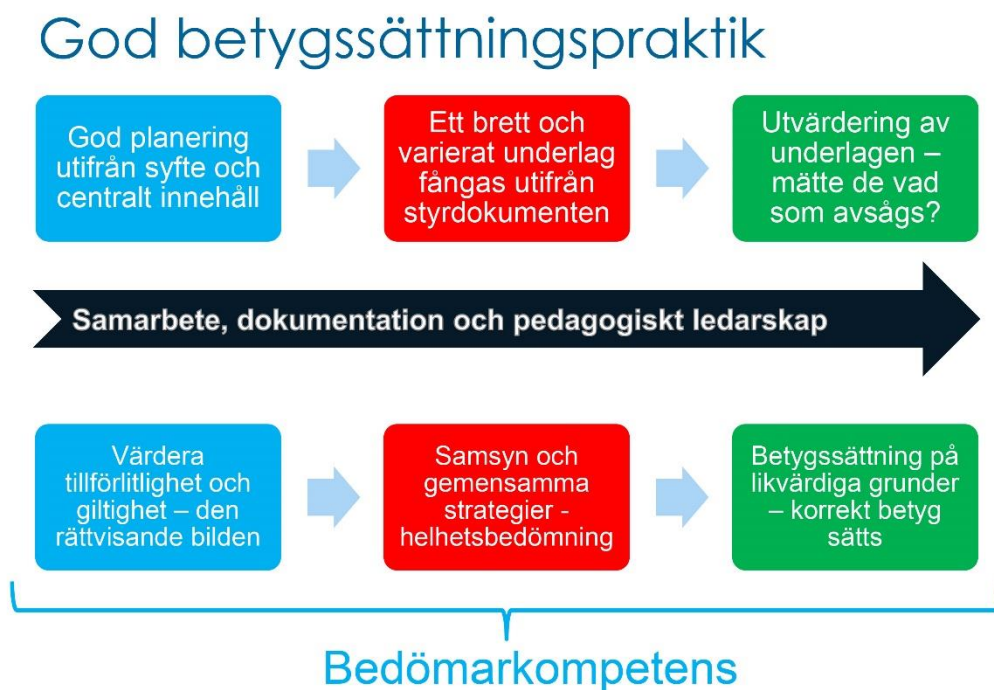 God betygssättningspraktik
God planering
utifrån syfte och
centralt innehåll
Ett brett och
varierat underlag
fångas utifrån
styrdokumenten
Utvärdering av
underlagen –
mätte de vad
som avsågs?
Samarbete, dokumentation och pedagogiskt ledarskap
Värdera
tillförlitlighet och
giltighet – den
rättvisande bilden
Samsyn och
gemensamma
strategier -
helhetsbedömning
Betygssättning på
likvärdiga grunder
– korrekt betyg
sätts
Bedömarkompetens